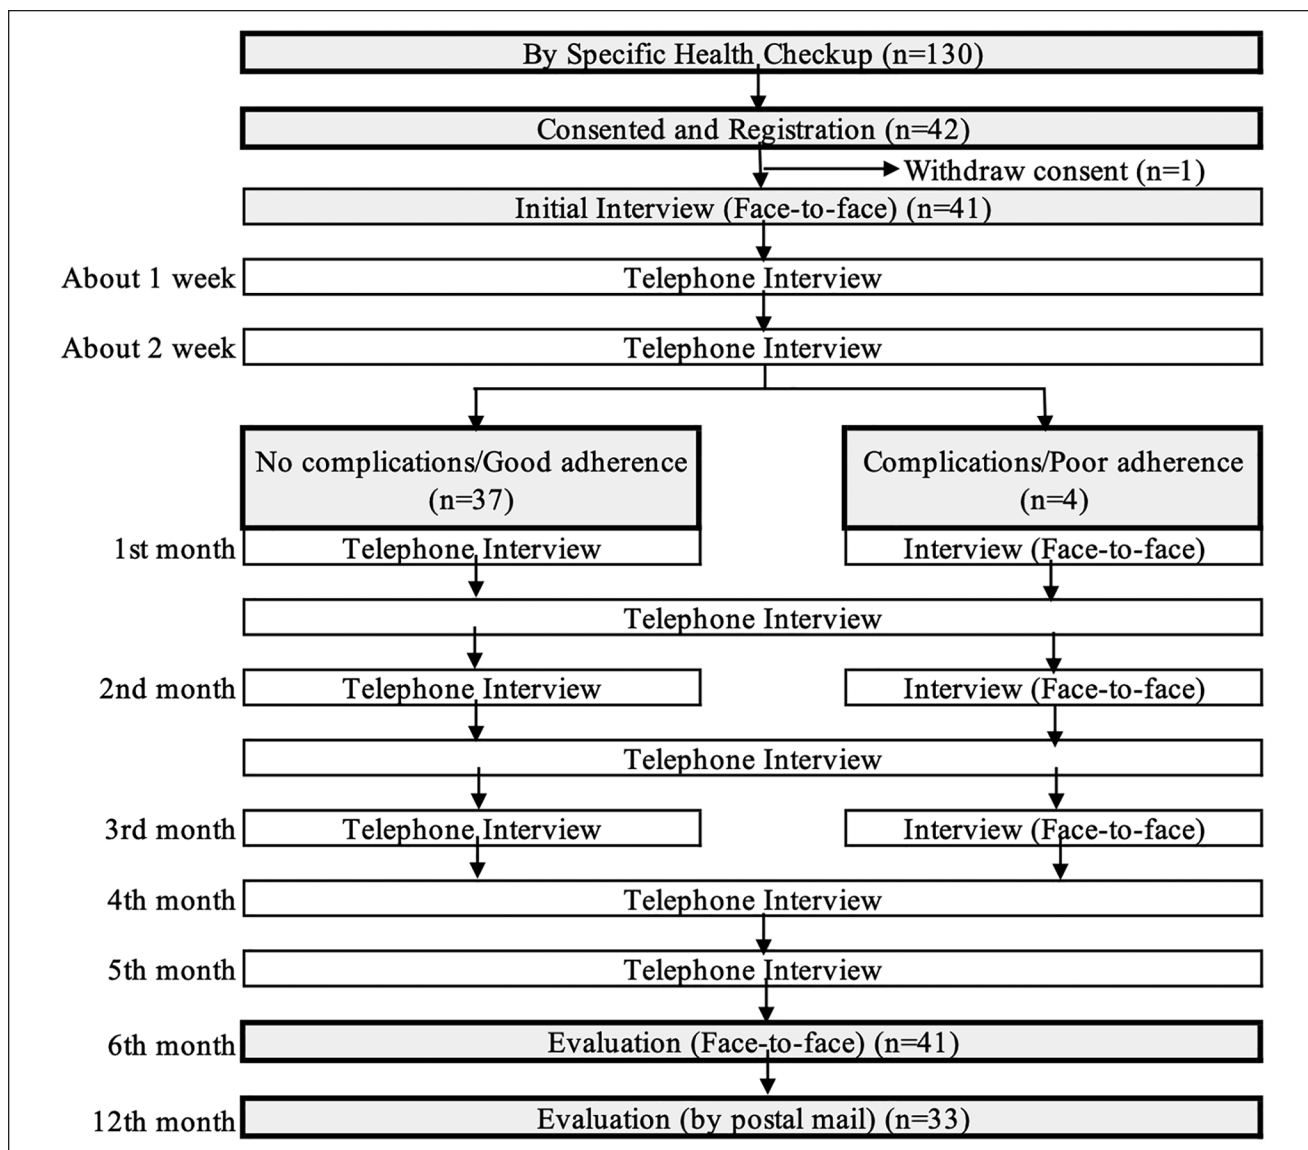 By Specific Health Checkup (n=130)
Consented and Registration (n=42)
Withdraw consent (n=1)
Initial Interview (Face-to-face) (n=41)
About 1 week
Telephone Interview
About 2 week
Telephone Interview
No complications/Good adherence
(n=37)
Complications/Poor adherence
(n=4)
1st month
Telephone Interview
Interview (Face-to-face)
Telephone Interview
2nd month
Telephone Interview
Interview (Face-to-face)
Telephone Interview
3rd month
Telephone Interview
Interview (Face-to-face)
4th month
Telephone Interview
5th month
Telephone Interview
6th month
Evaluation (Face-to-face) (n=41)
12th month
Evaluation (by postal mail) (n=33)